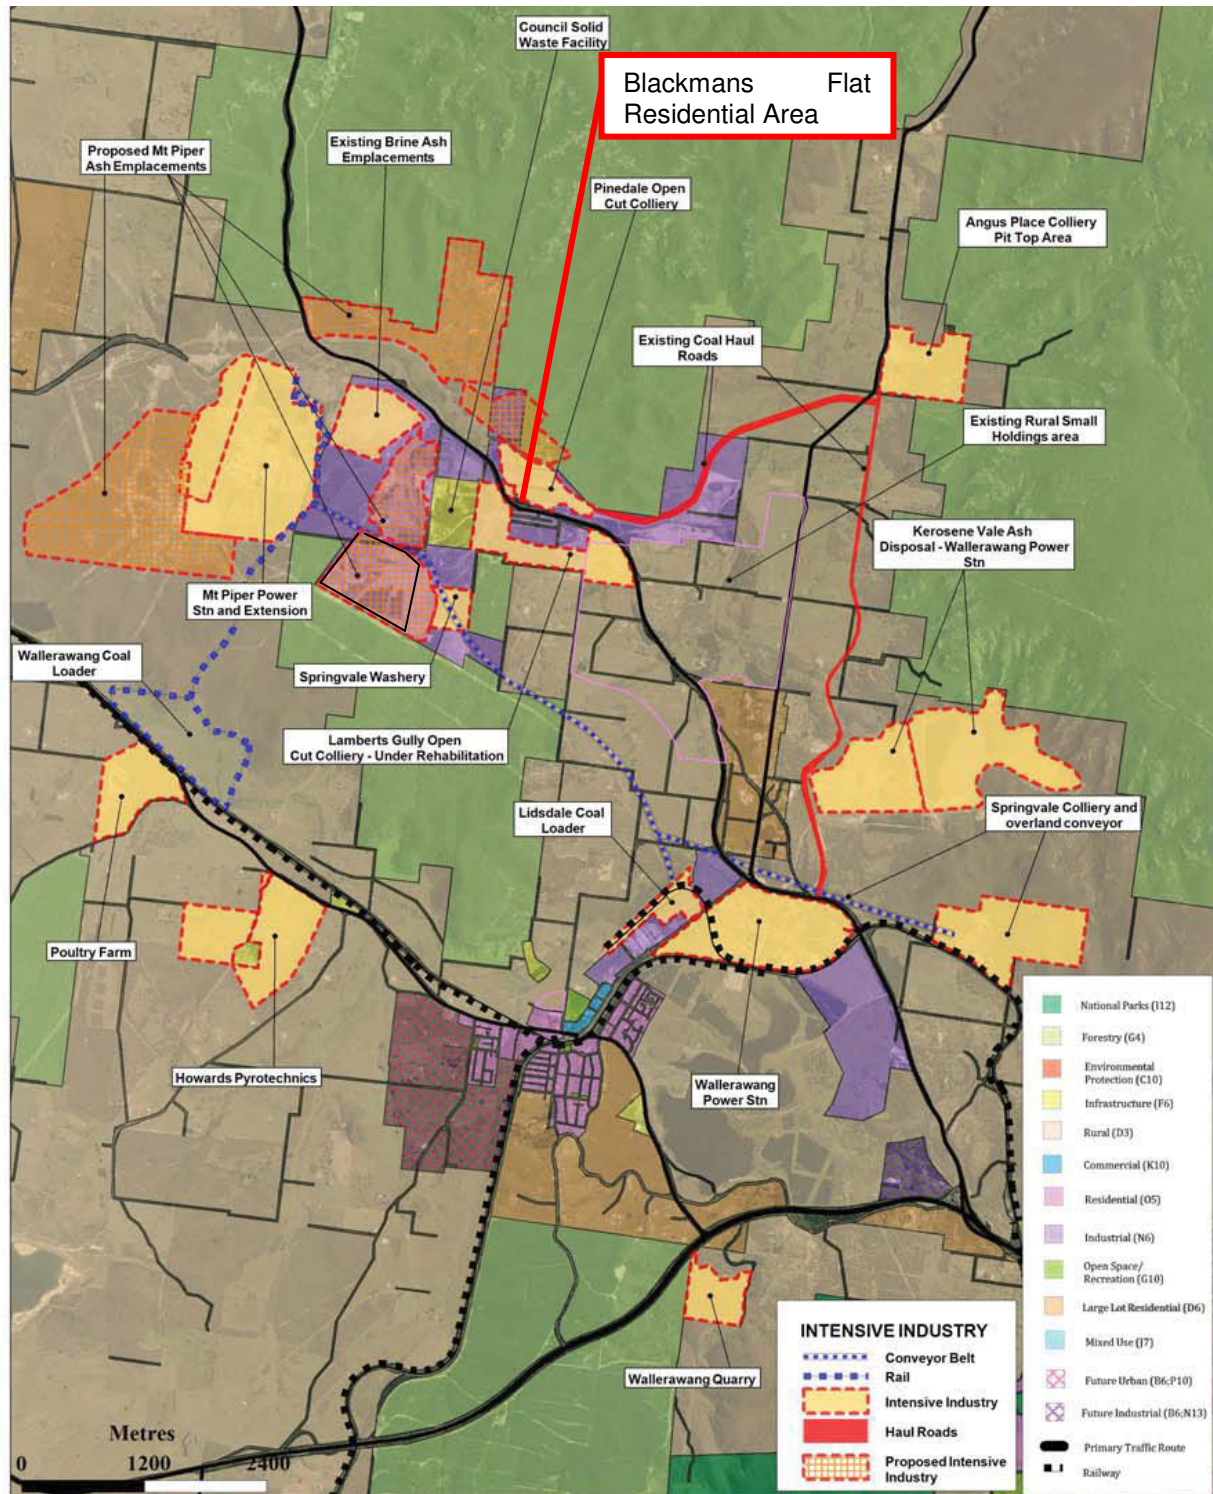 Council Solid
Waste Facility
Blackmans Flat
Residential Area
Existing Brine Ash
Emplacements
Proposed Mt Piper
Ash Emplacements
Pinedale Open
Cut Colliery
Angus Place Colliery
Pit Top Area
Existing Coal Haul
Roads
Existing Rural Small
Holdings area
Kerosene Vale Ash
Disposal - Wallerawang Power
Stn
Mt Piper Power
Stn and Extension
Wallerawang Coal
Loader
Springvale Washery
Lamberts Gully Open
Cut Colliery - Under Rehabilitation
Lidsdale Coal
Loader
Springvale Colliery and
overland conveyor
Poultry Farm
Howards Pyrotechnics
Wallerawang
Power Stn
Wallerawang Quarry
National Parks (I12)
Forestry (G4)
Environmental
Protection (C10)
Infrastructure (F6)
Rural (D3)
Commercial (K10)
Residential (O5)
Industrial (N6)
Open Space/
Recreation (G10)
Large Lot Residential (D6)
Mixed Use (J7)
Future Urban (B6;P10)
Future Industrial (B6;N13)
Primary Traffic Route
Railway
INTENSIVE INDUSTRY
Conveyor Belt
Rail
Intensive Industry
Haul Roads
Proposed Intensive
Industry
Metres
0 1200 2400